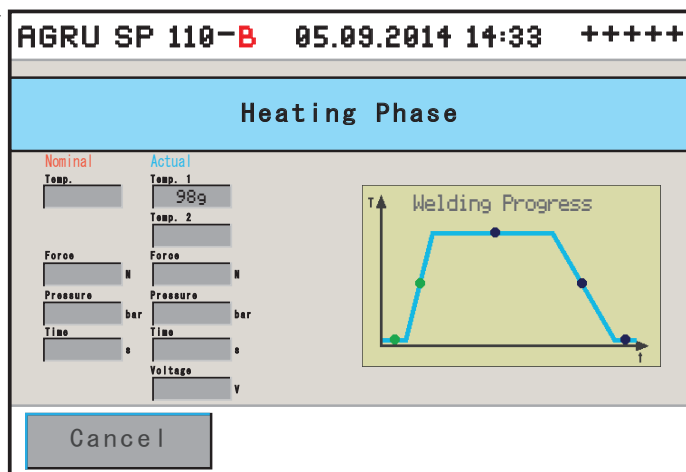 AGRU SP 110-B 05.09.2014 14:33 +++++
Heating Phase
Nominal Actual
Temp. Temp. 1
98g
Temp. 2
Force N Force N
Pressure bar Pressure bar
Time s Time s
Voltage V
Welding Progress
T
t
Cancel